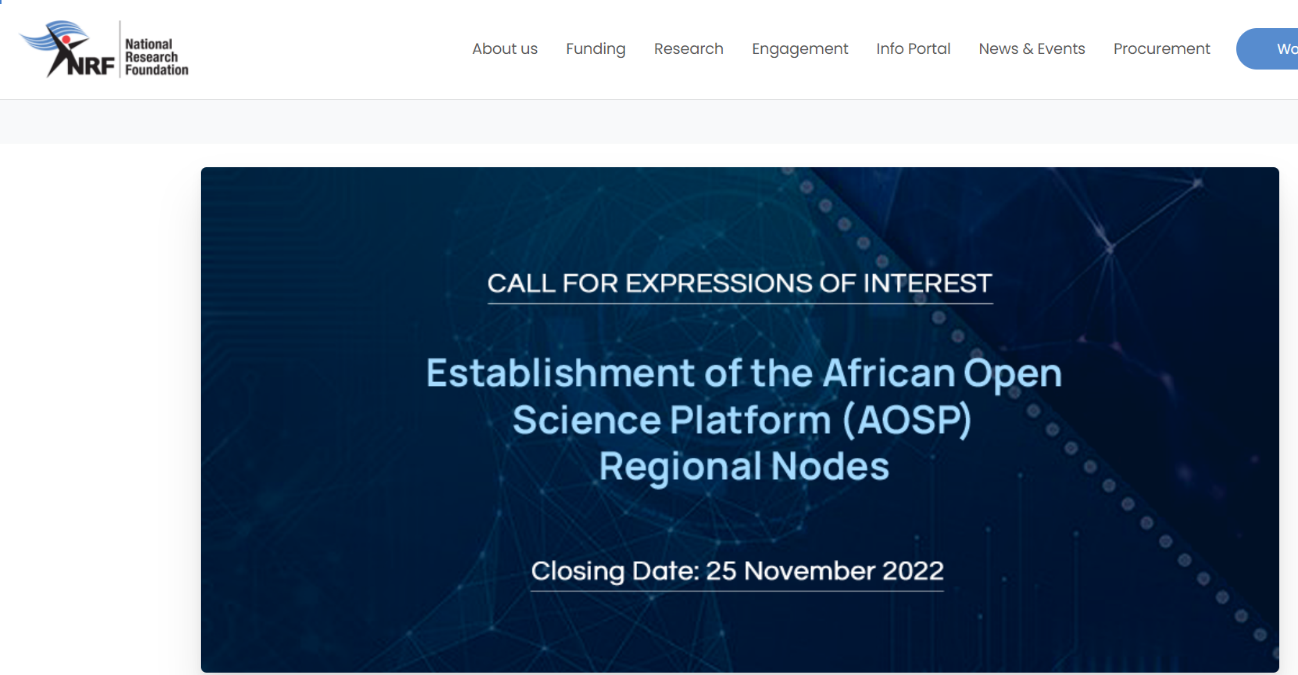 NRF
National
Research
Foundation
About us
Funding
Research
Engagement
Info Portal
News & Events
Procurement
CALL FOR EXPRESSIONS OF INTEREST
Establishment of the African Open
Science Platform (AOSP)
Regional Nodes
Closing Date: 25 November 2022